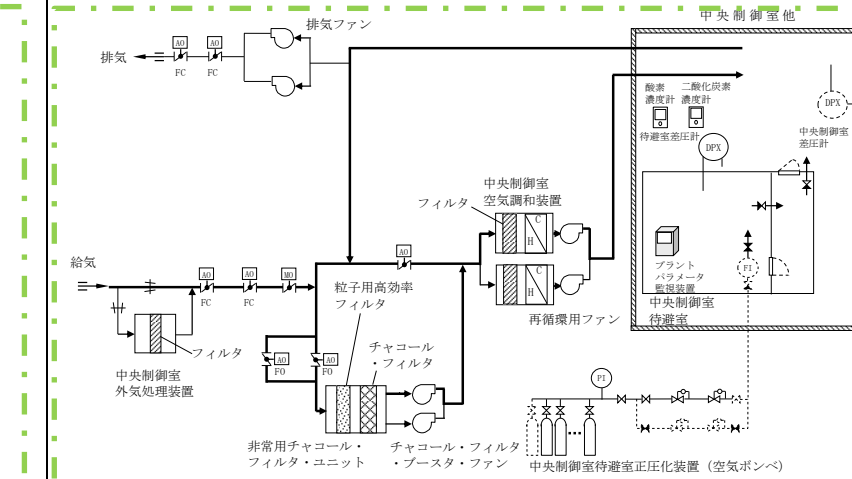 中央制御室他
排気ファン
排気
AO
AO
FC
FC
酸素
濃度計
二酸化炭素
濃度計
待避室差圧計
DPX
DPX
中央制御室
差圧計
中央制御室
空気調和装置
フィルタ
C
H
C
H
再循環用ファン
AO
プラント
パラメータ
監視装置
FI
中央制御室
待避室
給気
AO
AO
MO
FC
FC
フィルタ
中央制御室
外気処理装置
粒子用高効率
フィルタ
AO
FO
AO
FO
チャコール
・フィルタ
非常用チャコール・
フィルタ・ユニット
チャコール・フィルタ
・ブースタ・ファン
PI
中央制御室待避室正圧化装置（空気ボンベ）